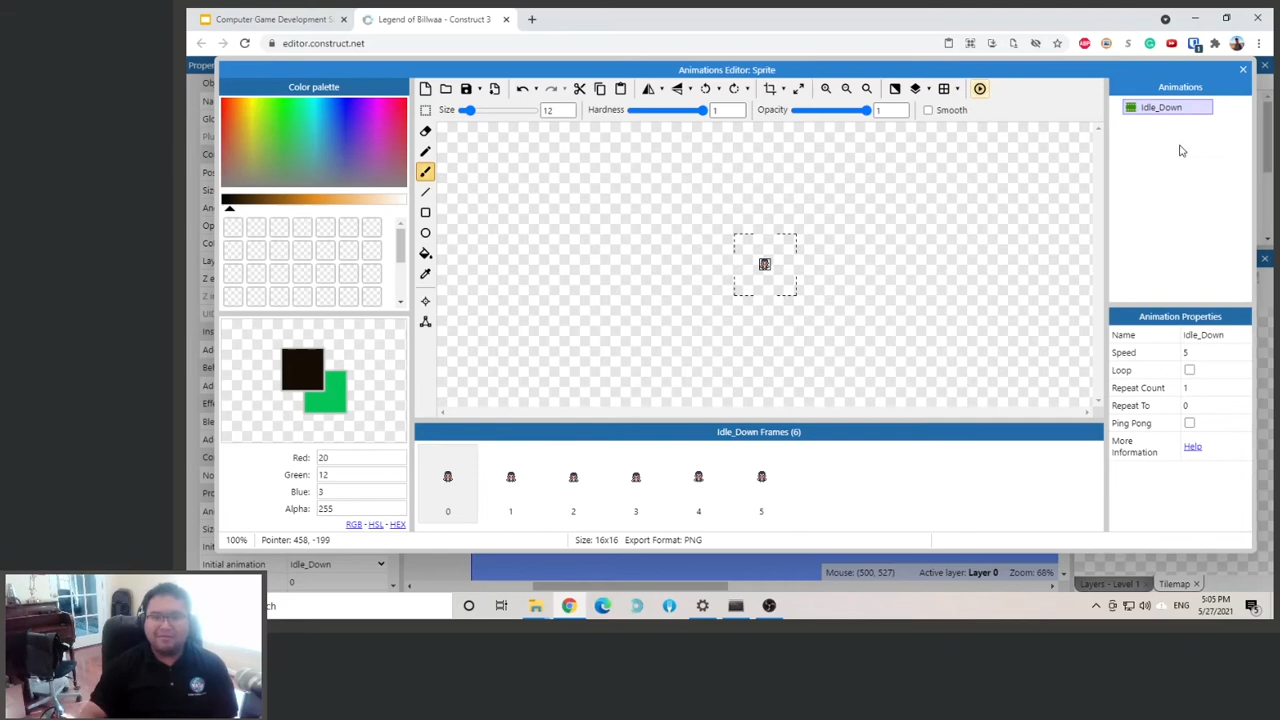 Computer Game Development S
Legend of Billwaa - Construct 3
editor.construct.net
Animations Editor: Sprite
Color palette
Animations
Size
12
Hardness
1
Opacity
1
Smooth
Idle_Down
Animation Properties
Name
Idle_Down
Speed
5
Loop
Repeat Count
1
Repeat To
0
Ping Pong
More Information
Help
Idle_Down Frames (6)
0
1
2
3
4
5
Red:
20
Green:
12
Blue:
3
Alpha:
255
RGB - HSL - HEX
100%
Pointer: 458, -199
Size: 16x16 Export Format: PNG
Initial animation
Idle_Down
0
Mouse: (500, 527)
Active layer: Layer 0
Zoom: 68%
Layers - Level 1
Tilemap
ENG
5:05 PM
5/27/2021